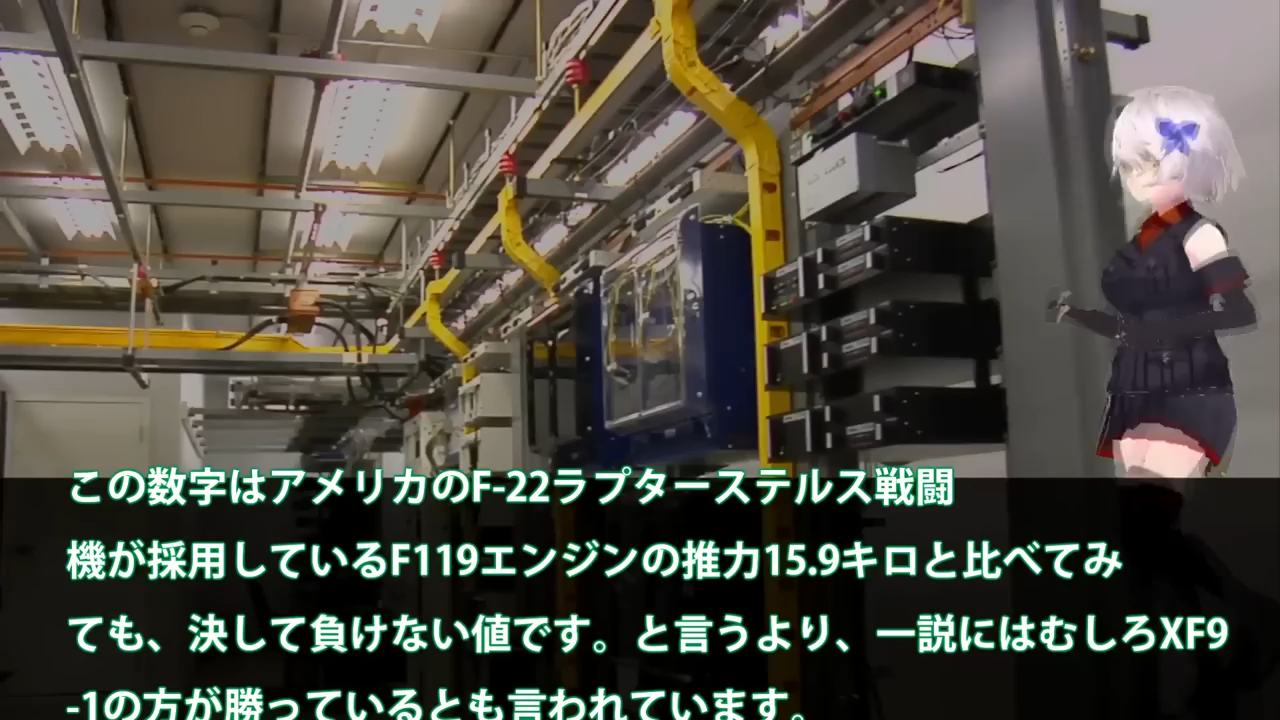 この数字はアメリカのF-22ラプターステルス戦闘
機が採用しているF119エンジンの推力15.9キロと比べてみ
ても、決して負けない値です。と言うより、一説にはむしろXF9
-1の方が勝っているとも言われています。